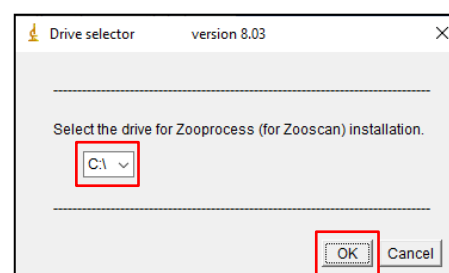 Drive selector version 8.03
Select the drive for Zooprocess (for Zooscan) installation.
C:\
OK Cancel